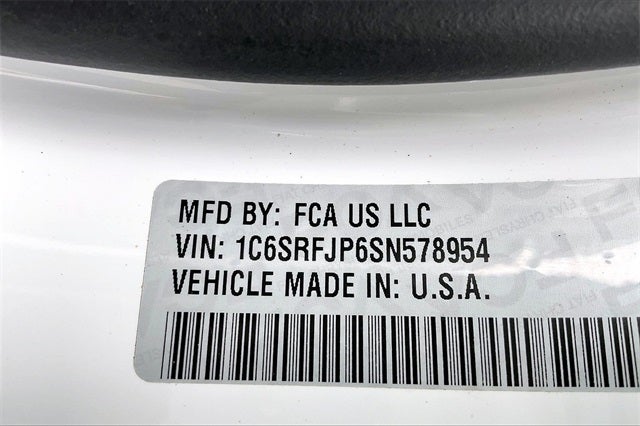 MFD BY: FCA US LLC
VIN: 1C6SRFJP6SN578954
VEHICLE MADE IN: U.S.A.